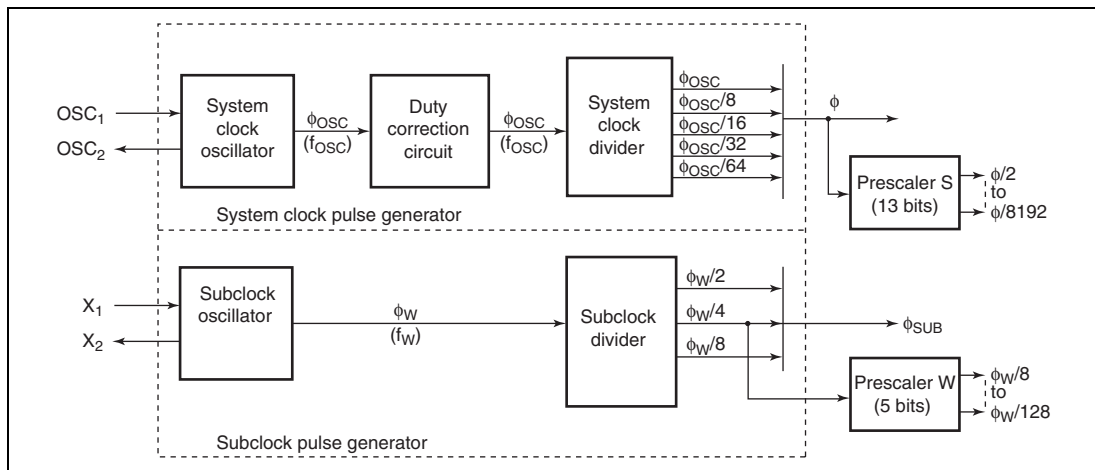 OSC1
OSC2
System
clock
oscillator
ϕOSC
(fOSC)
Duty
correction
circuit
ϕOSC
(fOSC)
System
clock
divider
ϕOSC
ϕOSC/8
ϕOSC/16
ϕOSC/32
ϕOSC/64
ϕ
Prescaler S
(13 bits)
ϕ/2
to
ϕ/8192
System clock pulse generator
X1
X2
Subclock
oscillator
ϕW
(fW)
Subclock
divider
ϕW/2
ϕW/4
ϕW/8
ϕSUB
Prescaler W
(5 bits)
ϕW/8
to
ϕW/128
Subclock pulse generator